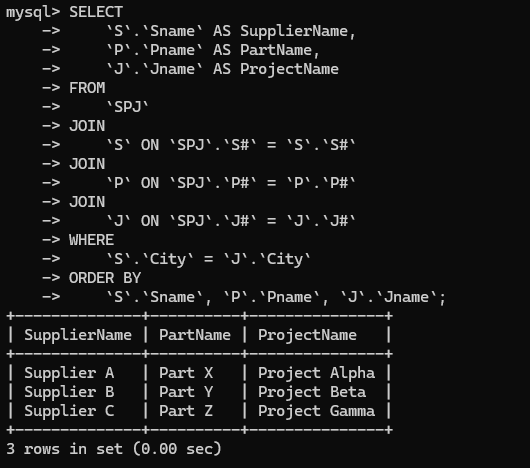 mysql> SELECT
    ->     `S`.`Sname` AS SupplierName,
    ->     `P`.`Pname` AS PartName,
    ->     `J`.`Jname` AS ProjectName
    -> FROM
    ->     `SPJ`
    -> JOIN
    ->     `S` ON `SPJ`.`S#` = `S`.`S#`
    -> JOIN
    ->     `P` ON `SPJ`.`P#` = `P`.`P#`
    -> JOIN
    ->     `J` ON `SPJ`.`J#` = `J`.`J#`
    -> WHERE
    ->     `S`.`City` = `J`.`City`
    -> ORDER BY
    ->     `S`.`Sname`, `P`.`Pname`, `J`.`Jname`;
+--------------+----------+---------------+
| SupplierName | PartName | ProjectName   |
+--------------+----------+---------------+
| Supplier A   | Part X   | Project Alpha |
| Supplier B   | Part Y   | Project Beta  |
| Supplier C   | Part Z   | Project Gamma |
+--------------+----------+---------------+
3 rows in set (0.00 sec)